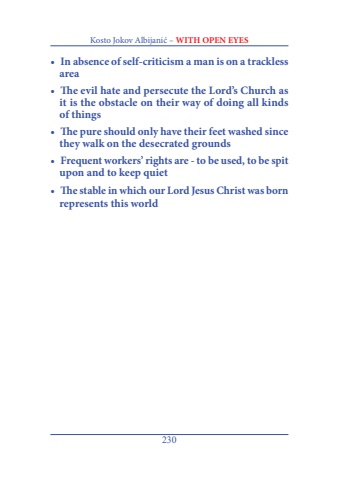 Kosto Jokov Albijanić – WITH OPEN EYES
• In absence of self-criticism a man is on a trackless
area
• The evil hate and persecute the Lord's Church as
it is the obstacle on their way of doing all kinds
of things
• The pure should only have their feet washed since
they walk on the desecrated grounds
• Frequent workers' rights are - to be used, to be spit
upon and to keep quiet
• The stable in which our Lord Jesus Christ was born
represents this world
230